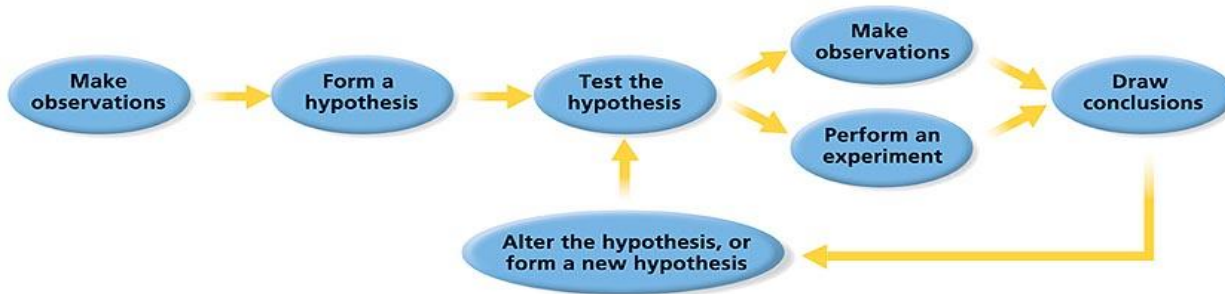 Make
observations
Form a
hypothesis
Test the
hypothesis
Make
observations
Perform an
experiment
Draw
conclusions
Alter the hypothesis, or
form a new hypothesis